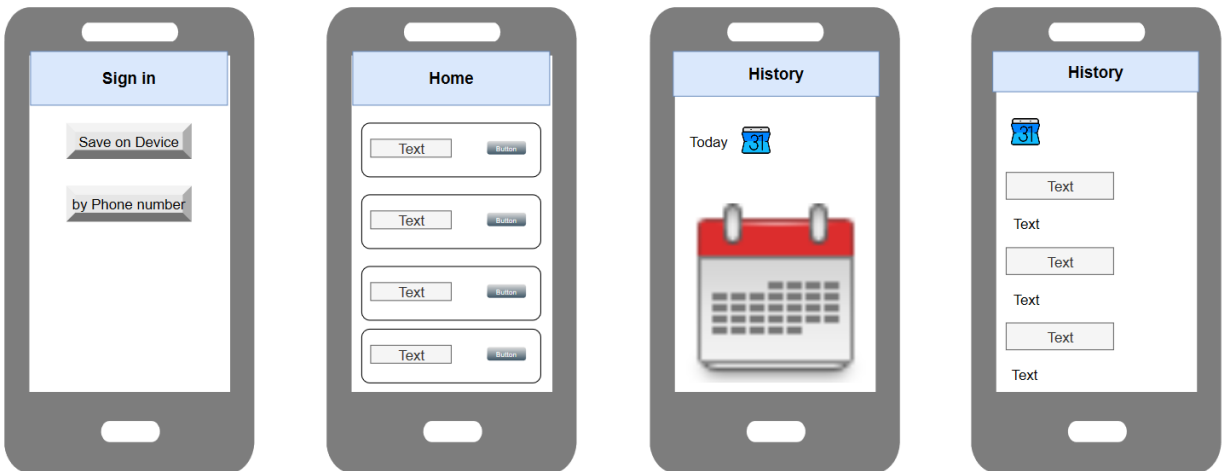 Sign in
Save on Device
by Phone number
Home
Text Button
Text Button
Text Button
Text Button
History
Today 31
History
31
Text
Text
Text
Text
Text
Text